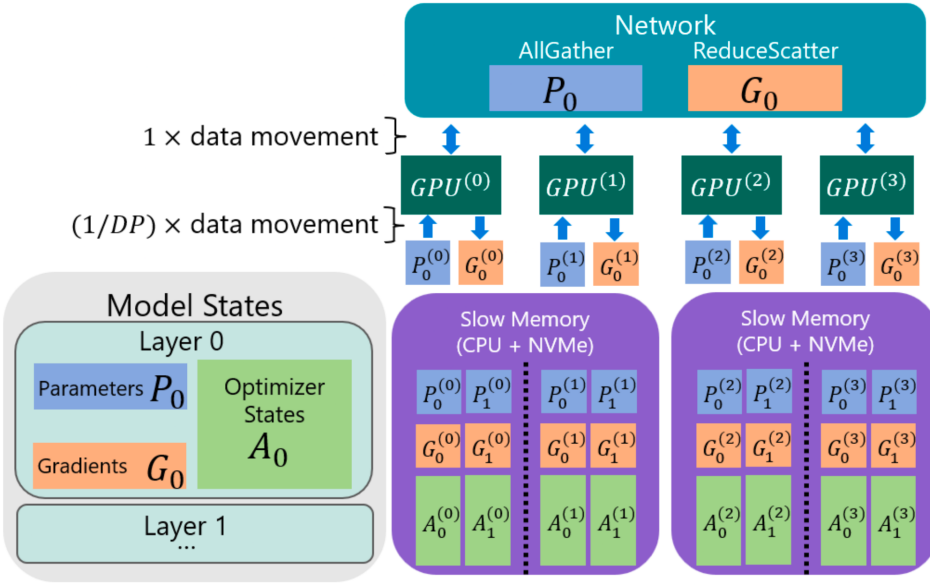 Network
AllGather ReduceScatter
P₀ G₀
1 × data movement
GPU⁽⁰⁾ GPU⁽¹⁾ GPU⁽²⁾ GPU⁽³⁾
(1/DP) × data movement
P₀⁽⁰⁾ G₀⁽⁰⁾ P₀⁽¹⁾ G₀⁽¹⁾ P₀⁽²⁾ G₀⁽²⁾ P₀⁽³⁾ G₀⁽³⁾
Model States
Layer 0
Parameters P₀
Optimizer
States
A₀
Gradients G₀
Layer 1
...
Slow Memory
(CPU + NVMe)
P₀⁽⁰⁾ P₁⁽⁰⁾ P₀⁽¹⁾ P₁⁽¹⁾
G₀⁽⁰⁾ G₁⁽⁰⁾ G₀⁽¹⁾ G₁⁽¹⁾
A₀⁽⁰⁾ A₁⁽⁰⁾ A₀⁽¹⁾ A₁⁽¹⁾
Slow Memory
(CPU + NVMe)
P₀⁽²⁾ P₁⁽²⁾ P₀⁽³⁾ P₁⁽³⁾
G₀⁽²⁾ G₁⁽²⁾ G₀⁽³⁾ G₁⁽³⁾
A₀⁽²⁾ A₁⁽²⁾ A₀⁽³⁾ A₁⁽³⁾